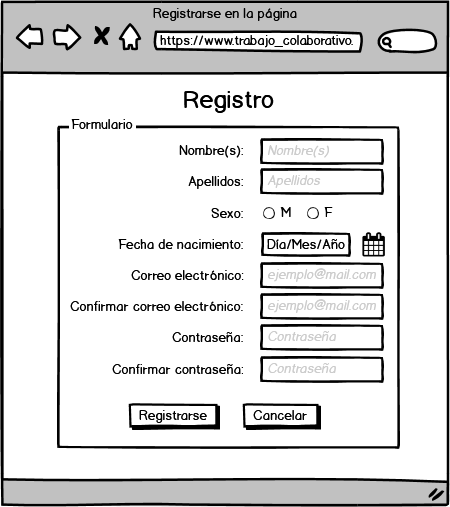 Registrarse en la página
https://www.trabajo_colaborativo.
Registro
Formulario
Nombre(s): Nombre(s)
Apellidos: Apellidos
Sexo: M F
Fecha de nacimiento: Día/Mes/Año
Correo electrónico: ejemplo@mail.com
Confirmar correo electrónico: ejemplo@mail.com
Contraseña: Contraseña
Confirmar contraseña: Contraseña
Registrarse Cancelar